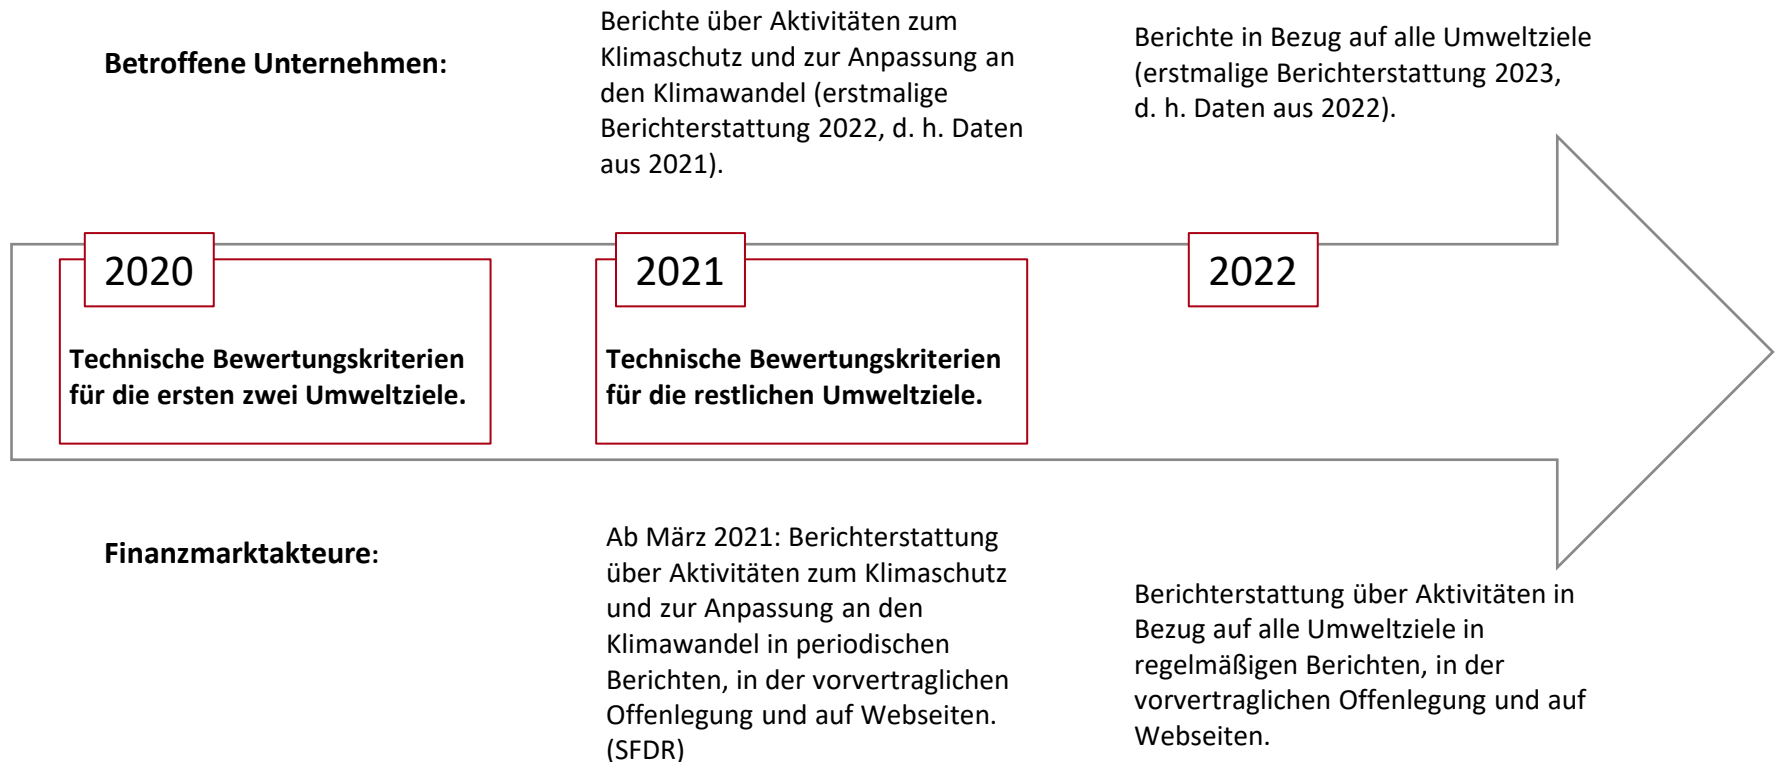 Betroffene Unternehmen:
Berichte über Aktivitäten zum
Klimaschutz und zur Anpassung an
den Klimawandel (erstmalige
Berichterstattung 2022, d. h. Daten
aus 2021).
Berichte in Bezug auf alle Umweltziele
(erstmalige Berichterstattung 2023,
d. h. Daten aus 2022).
2020
Technische Bewertungskriterien
für die ersten zwei Umweltziele.
2021
Technische Bewertungskriterien
für die restlichen Umweltziele.
2022
Finanzmarktakteure:
Ab März 2021: Berichterstattung
über Aktivitäten zum Klimaschutz
und zur Anpassung an den
Klimawandel in periodischen
Berichten, in der vorvertraglichen
Offenlegung und auf Webseiten.
(SFDR)
Berichterstattung über Aktivitäten in
Bezug auf alle Umweltziele in
regelmäßigen Berichten, in der
vorvertraglichen Offenlegung und auf
Webseiten.